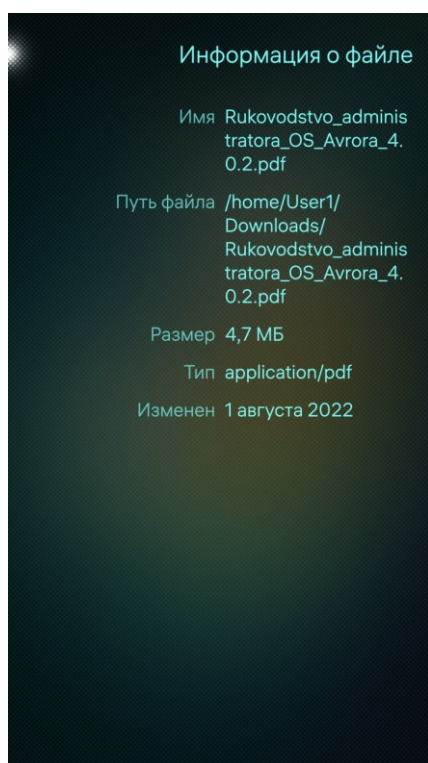 Информация о файле
Имя Rukovodstvo_adminis
tratora_OS_Avrora_4.
0.2.pdf
Путь файла /home/User1/
Downloads/
Rukovodstvo_adminis
tratora_OS_Avrora_4.
0.2.pdf
Размер 4,7 МБ
Тип application/pdf
Изменен 1 августа 2022